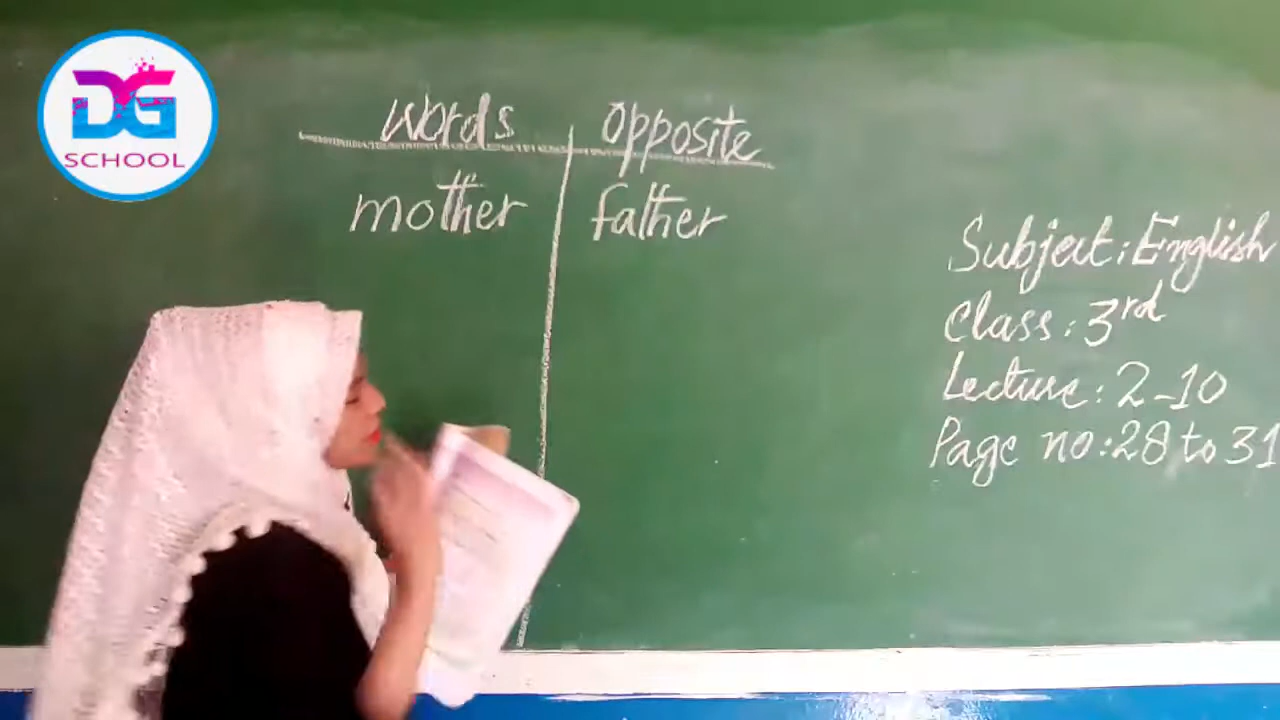 DG
SCHOOL
words opposite
mother father
Subject: English
Class: 3rd
Lecture: 2-10
Page no: 28 to 31